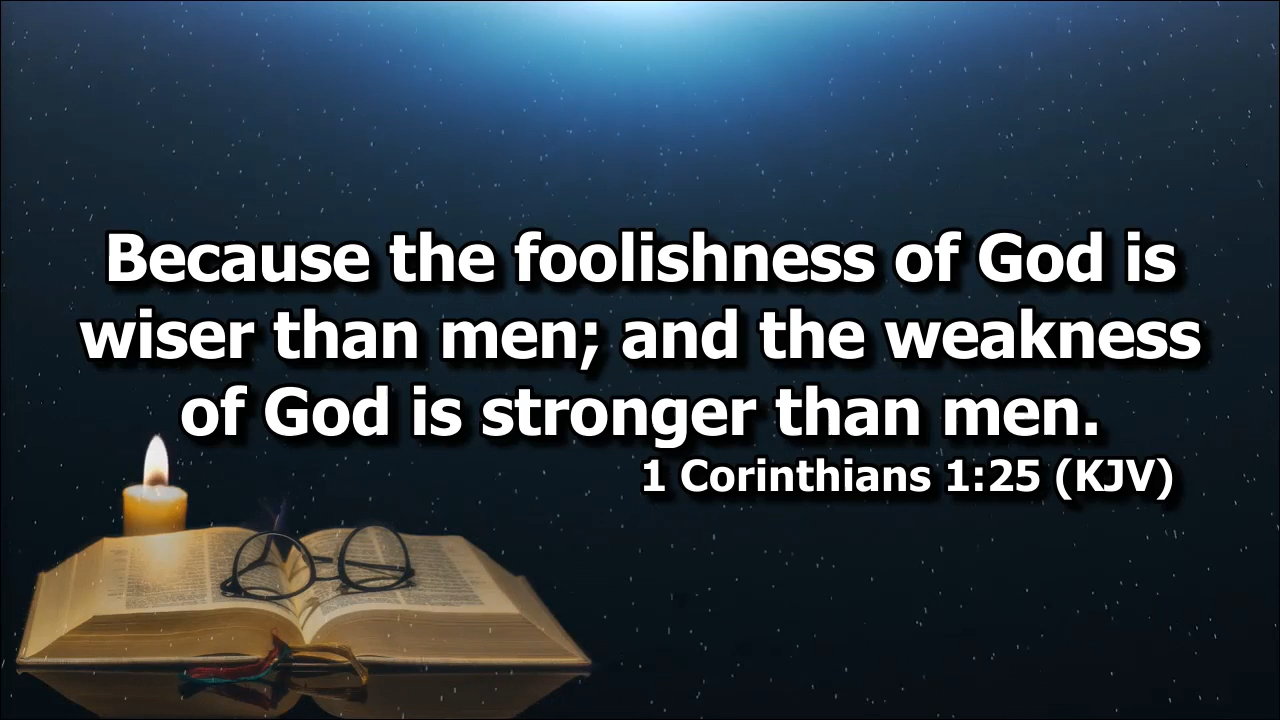 Because the foolishness of God is
wiser than men; and the weakness
of God is stronger than men.
1 Corinthians 1:25 (KJV)